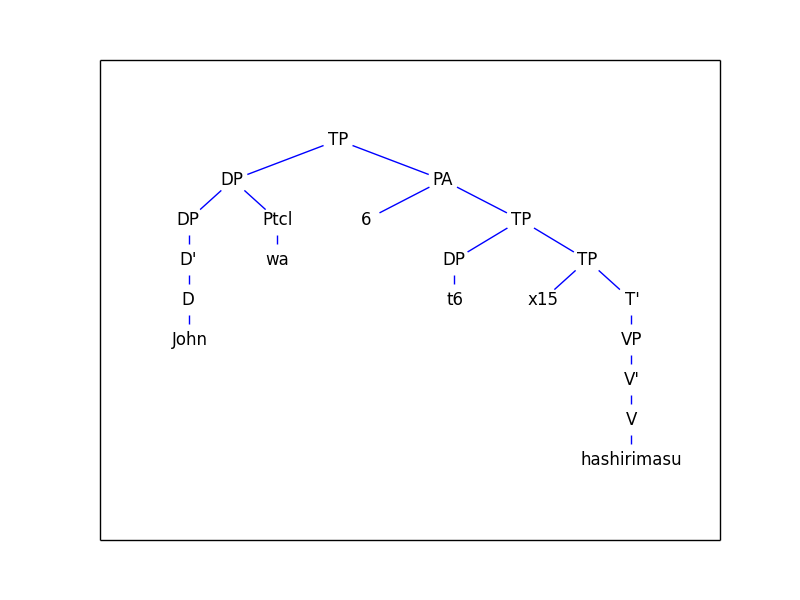 TP
DP PA
DP Ptcl 6 TP
D' wa DP TP
D t6 x15 T'
John VP
V'
V
hashirimasu